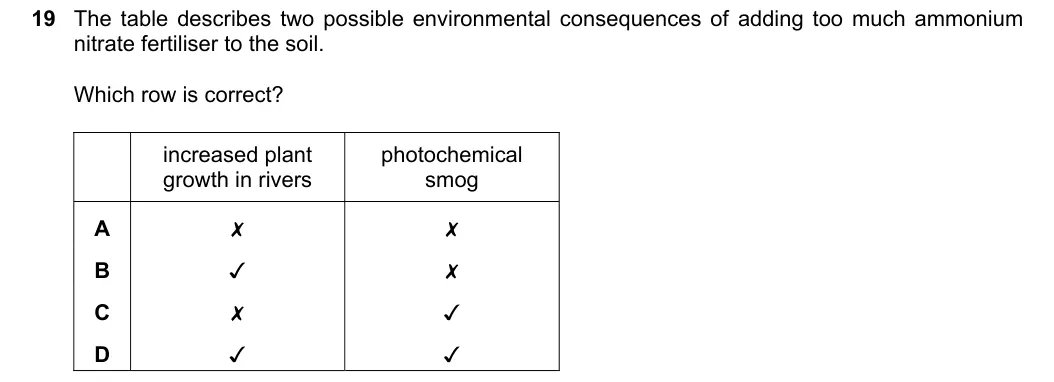 19 The table describes two possible environmental consequences of adding too much ammonium
nitrate fertiliser to the soil.
Which row is correct?
increased plant growth in rivers photochemical smog
A ✗ ✗
B ✓ ✗
C ✗ ✓
D ✓ ✓